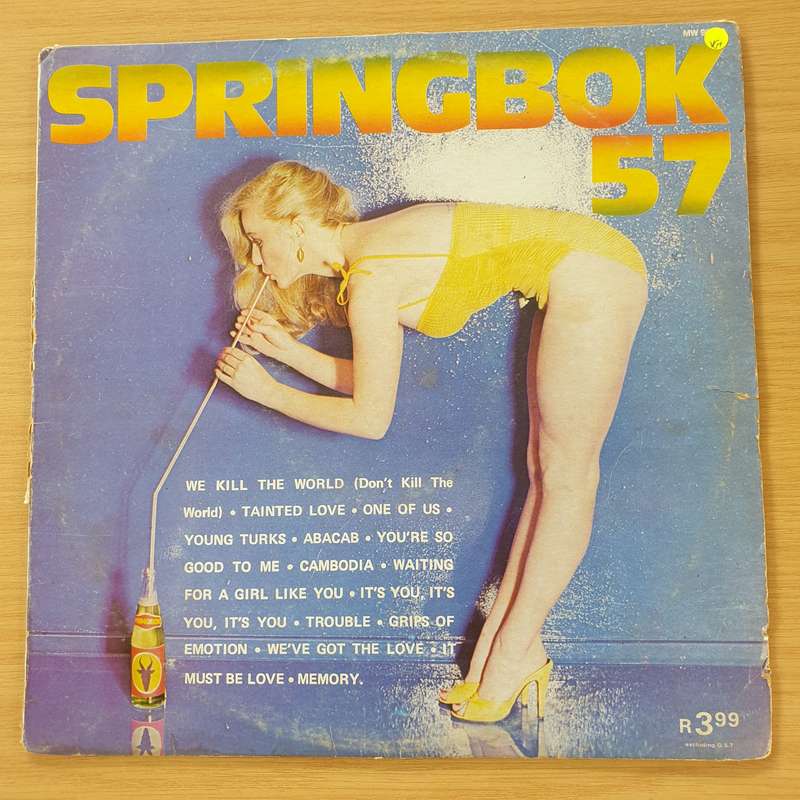 MW
SPRINGBOK
57
WE KILL THE WORLD (Don't Kill The
World) • TAINTED LOVE • ONE OF US •
YOUNG TURKS • ABACAB • YOU'RE SO
GOOD TO ME • CAMBODIA • WAITING
FOR A GIRL LIKE YOU • IT'S YOU, IT'S
YOU, IT'S YOU • TROUBLE • GRIPS OF
EMOTION • WE'VE GOT THE LOVE • IT
MUST BE LOVE • MEMORY.
R3.99
excluding G.S.T